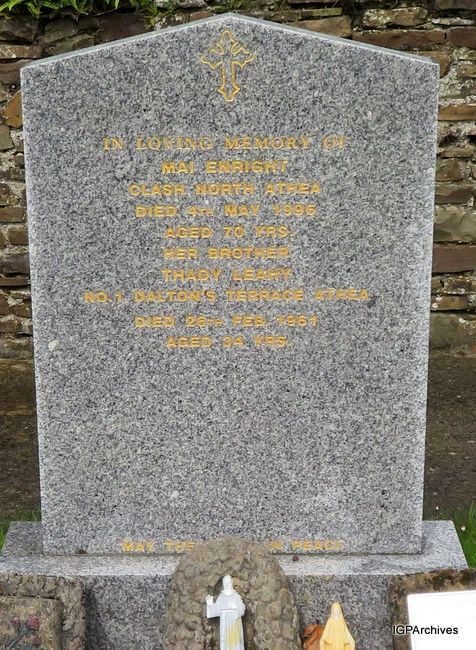 IN LOVING MEMORY OF
MAI ENRIGHT
CLASH NORTH ATHEA
DIED 4TH MAY 1996
AGED 70 YRS.
HER BROTHER
THADY LEAHY
NO.1 DALTON'S TERRACE ATHEA
DIED 26TH FEB. 1961
AGED 34 YRS.
MAY IN PEACE
IGPArchives